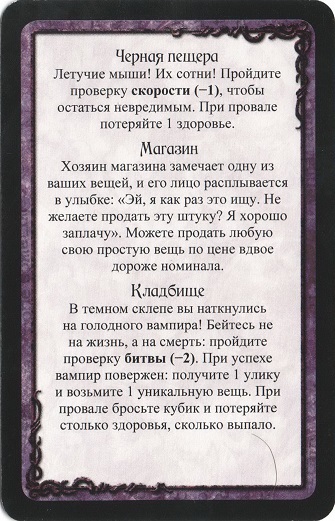 Черная пещера
Летучие мыши! Их сотни! Пройдите
проверку скорости (−1), чтобы
остаться невредимым. При провале
потеряйте 1 здоровье.
Магазин
Хозяин магазина замечает одну из
ваших вещей, и его лицо расплывается
в улыбке: «Эй, я как раз это ищу. Не
желаете продать эту штуку? Я хорошо
заплачу». Можете продать любую
свою простую вещь по цене вдвое
дороже номинала.
Кладбище
В темном склепе вы наткнулись
на голодного вампира! Бейтесь не
на жизнь, а на смерть: пройдите
проверку битвы (−2). При успехе
вампир повержен: получите 1 улику
и возьмите 1 уникальную вещь. При
провале бросьте кубик и потеряйте
столько здоровья, сколько выпало.